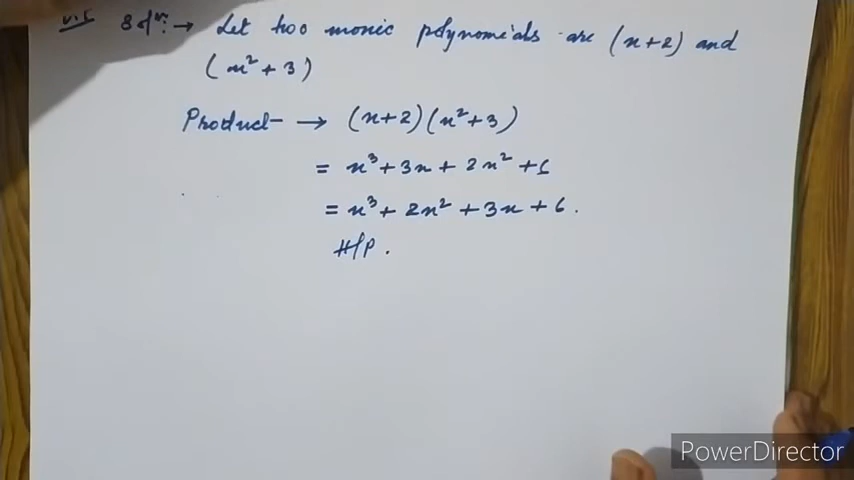 Soln: → Let two monic polynomials are (x+2) and
(x² + 3)
Product → (x+2)(x²+3)
= x³ + 3x + 2x² + 6
= x³ + 2x² + 3x + 6.
H/P.
PowerDirector